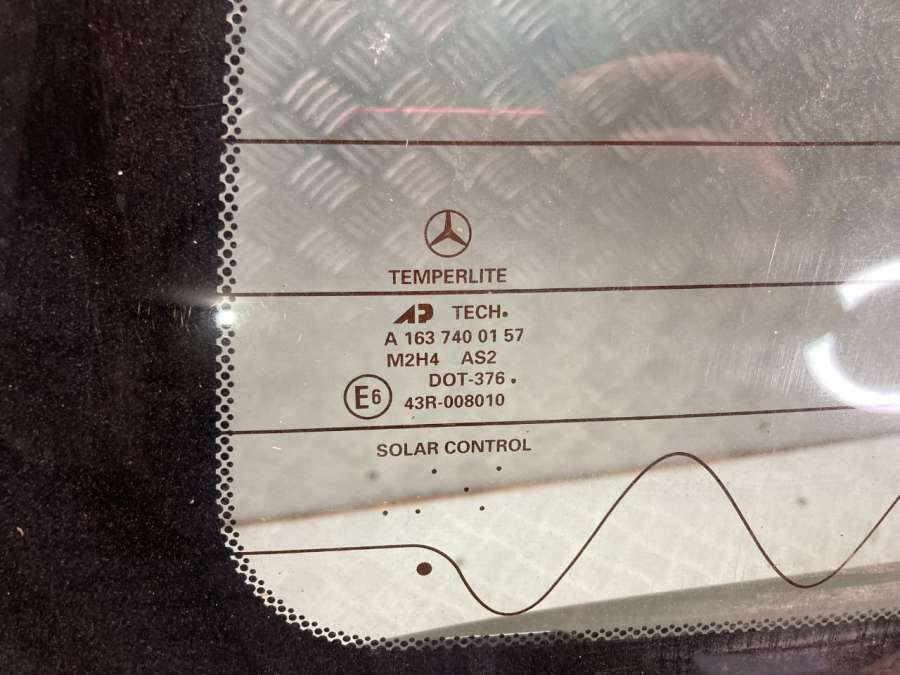 TEMPERLITE
AP TECH.
A 163 740 01 57
M2H4 AS2
DOT-376.
E6 43R-008010
SOLAR CONTROL